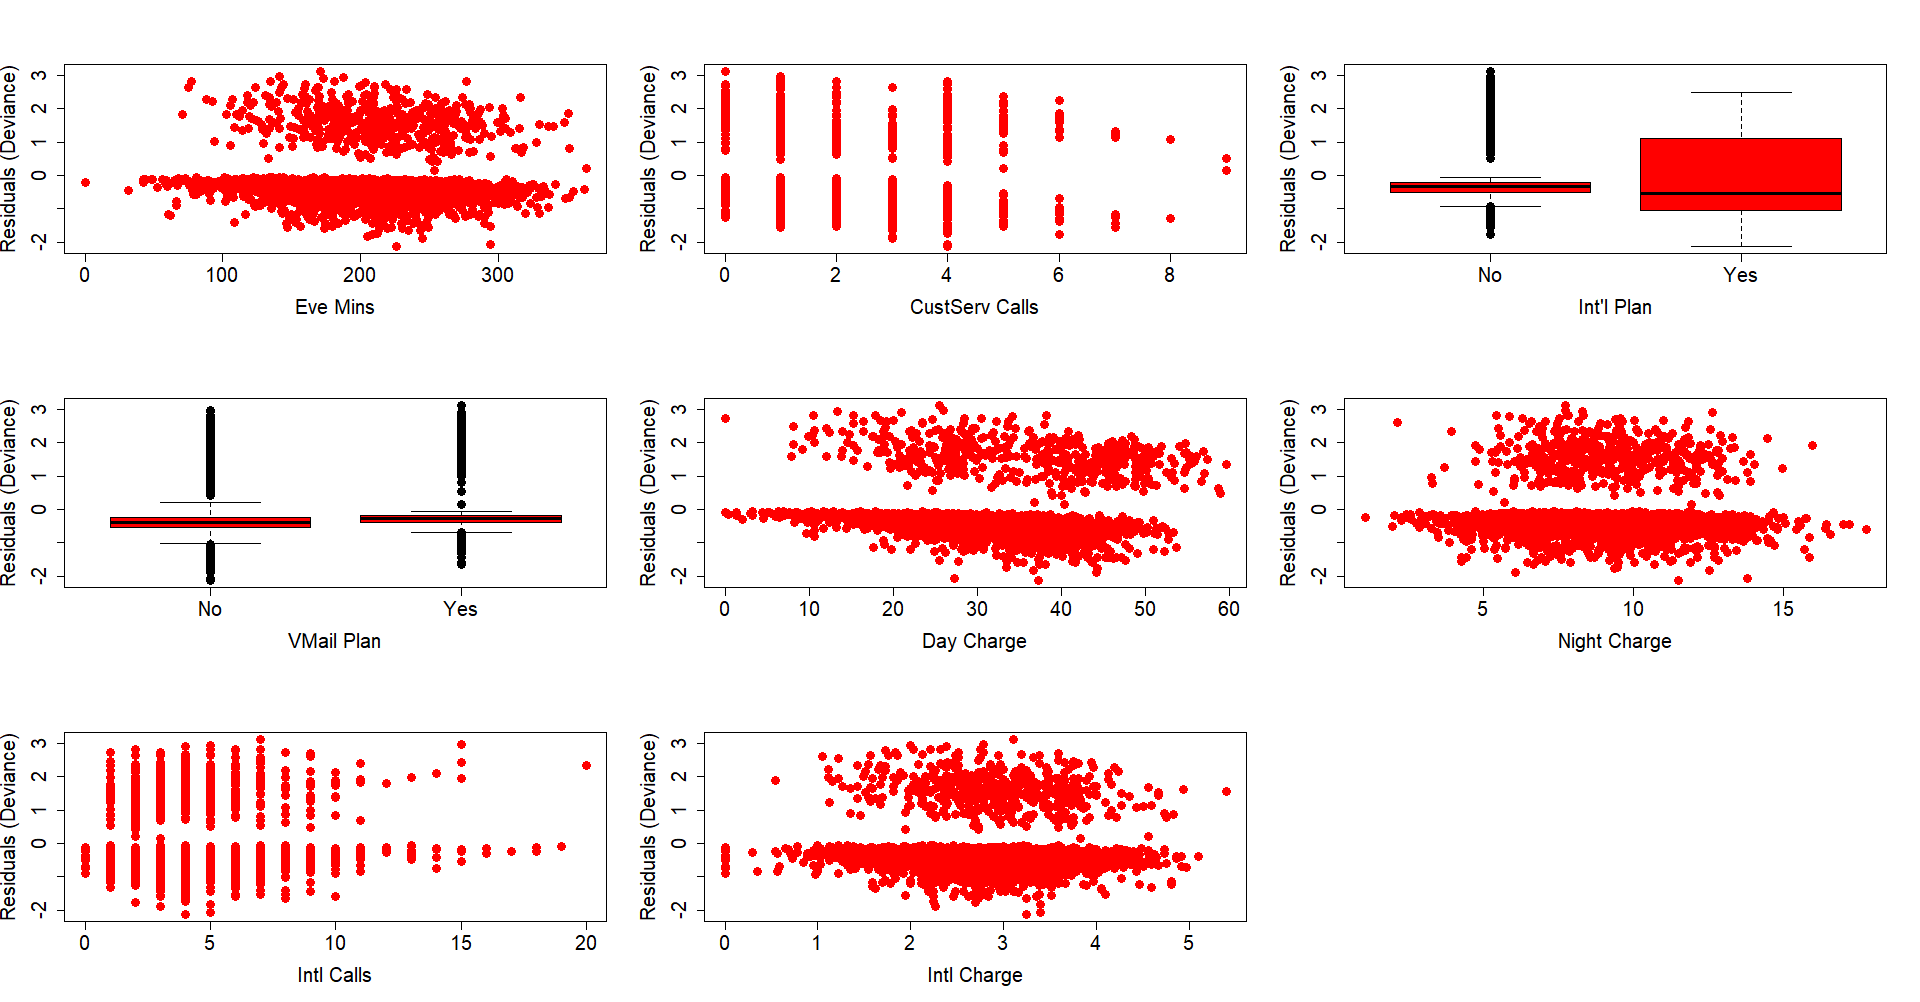 Residuals (Deviance)
-2 0 1 2 3
0 100 200 300
Eve Mins
Residuals (Deviance)
-2 0 1 2 3
0 2 4 6 8
CustServ Calls
Residuals (Deviance)
-2 0 1 2 3
No Yes
Int'l Plan
Residuals (Deviance)
-2 0 1 2 3
No Yes
VMail Plan
Residuals (Deviance)
-2 0 1 2 3
0 10 20 30 40 50 60
Day Charge
Residuals (Deviance)
-2 0 1 2 3
5 10 15
Night Charge
Residuals (Deviance)
-2 0 1 2 3
0 5 10 15 20
Intl Calls
Residuals (Deviance)
-2 0 1 2 3
0 1 2 3 4 5
Intl Charge